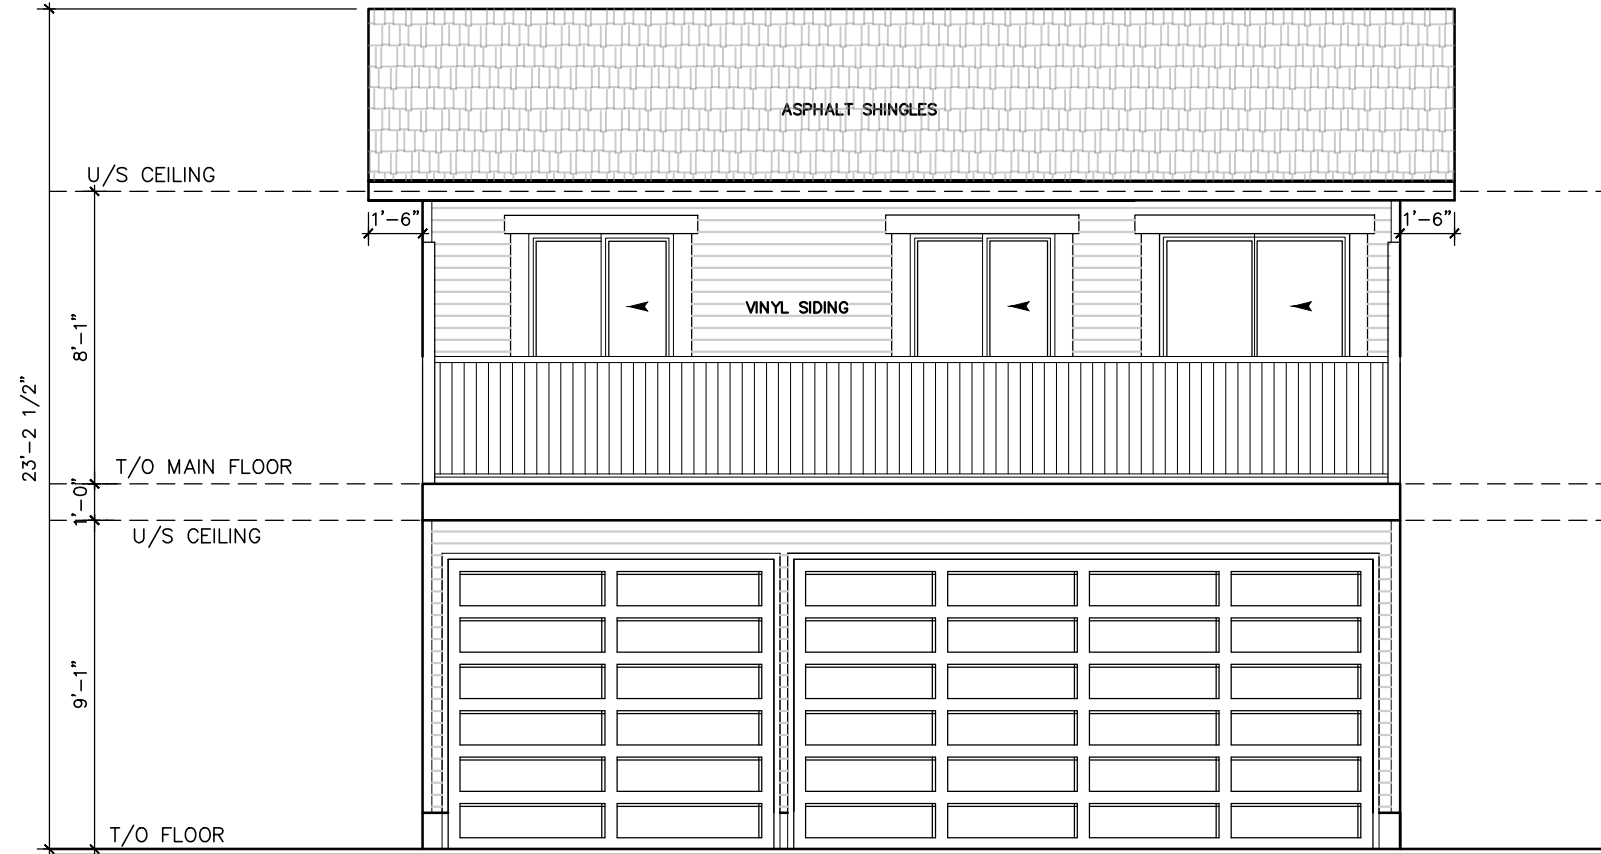 ASPHALT SHINGLES
U/S CEILING
1'-6"
1'-6"
VINYL SIDING
8'-1"
23'-2 1/2"
T/O MAIN FLOOR
1'-0"
U/S CEILING
9'-1"
T/O FLOOR